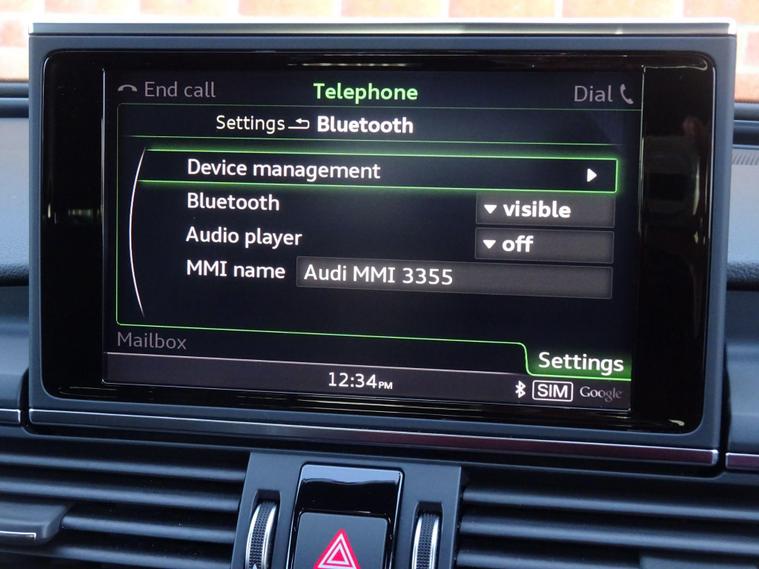 End call Telephone Dial
Settings Bluetooth
Device management
Bluetooth visible
Audio player off
MMI name Audi MMI 3355
Mailbox Settings
12:34PM SIM Google